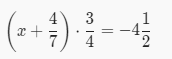 (x + 4/7) · 3/4 = −4 1/2